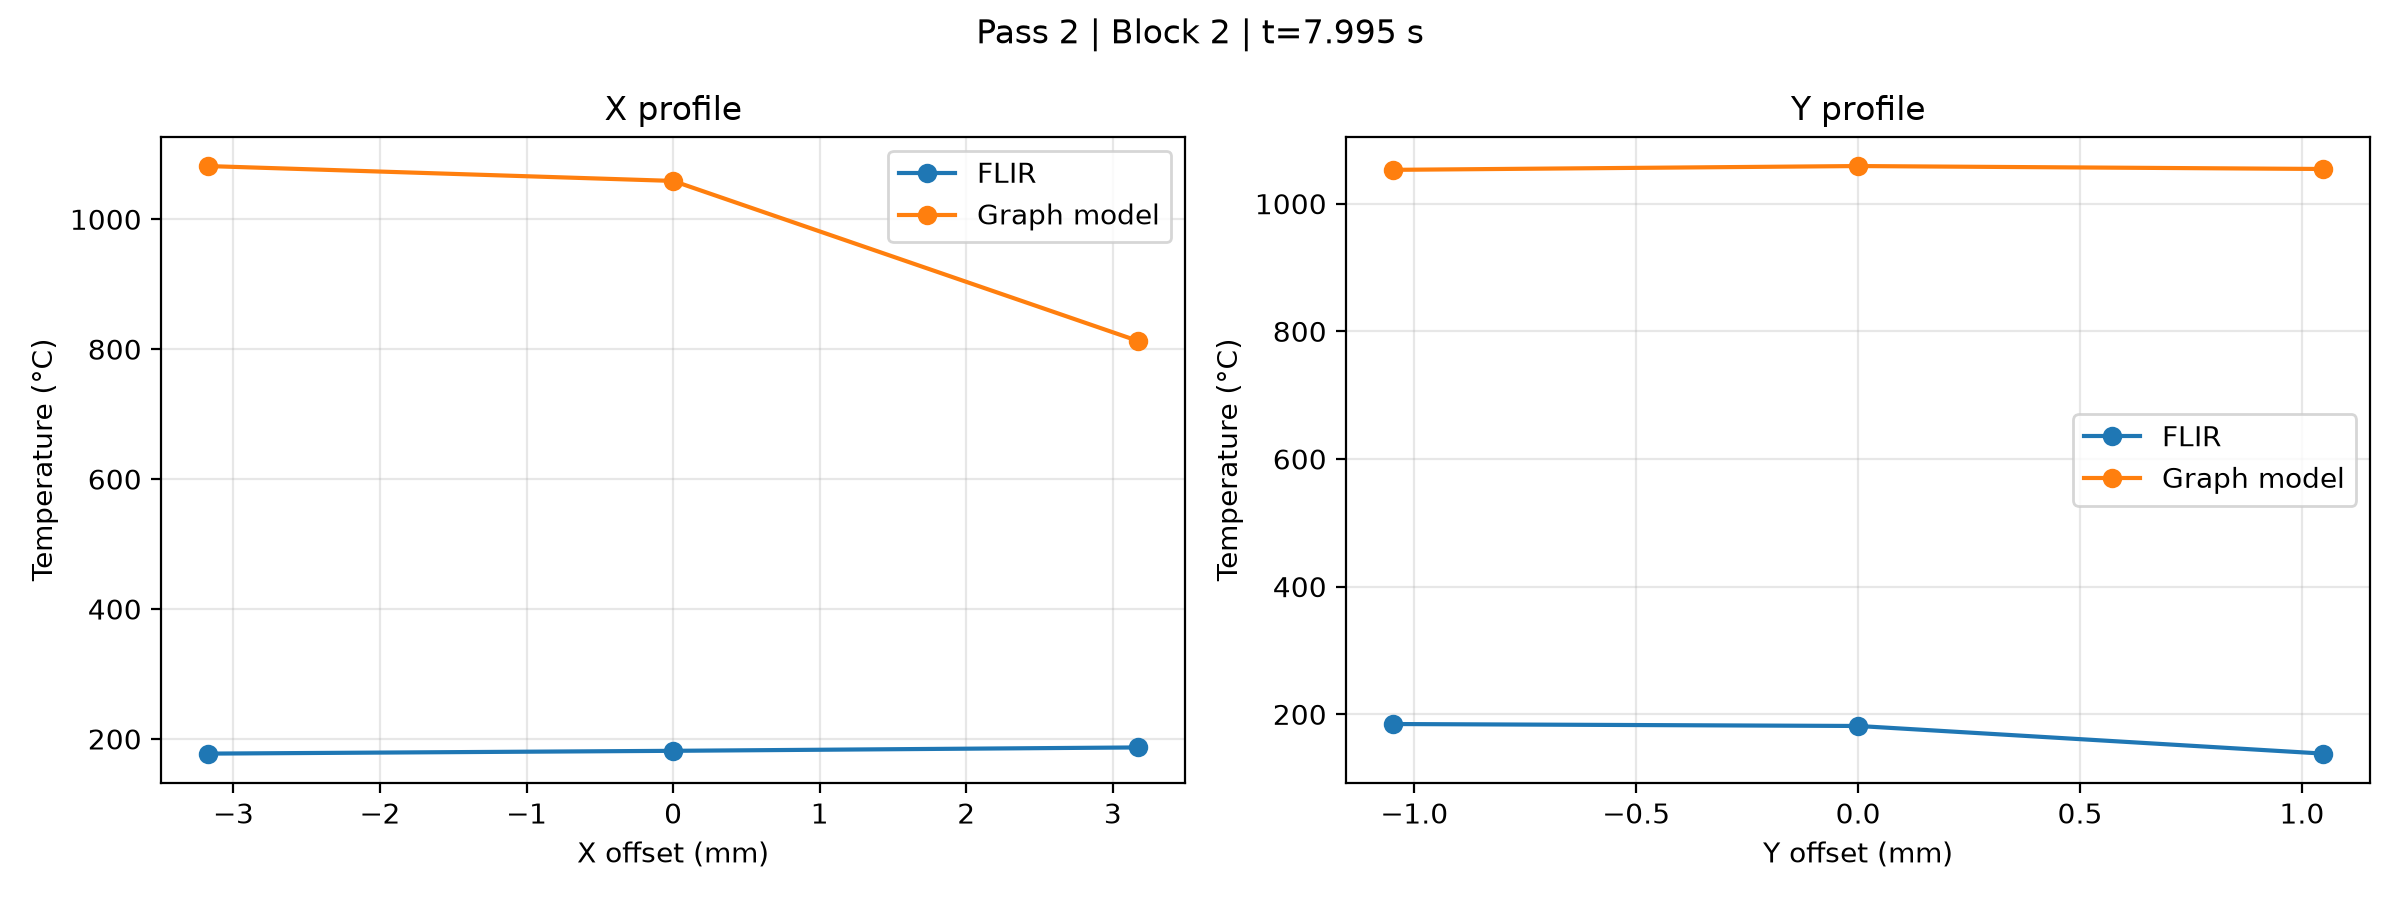 Pass 2 | Block 2 | t=7.995 s
X profile
FLIR
Graph model
1000
800
600
400
200
Temperature (°C)
−3
−2
−1
0
1
2
3
X offset (mm)
Y profile
FLIR
Graph model
1000
800
600
400
200
Temperature (°C)
−1.0
−0.5
0.0
0.5
1.0
Y offset (mm)